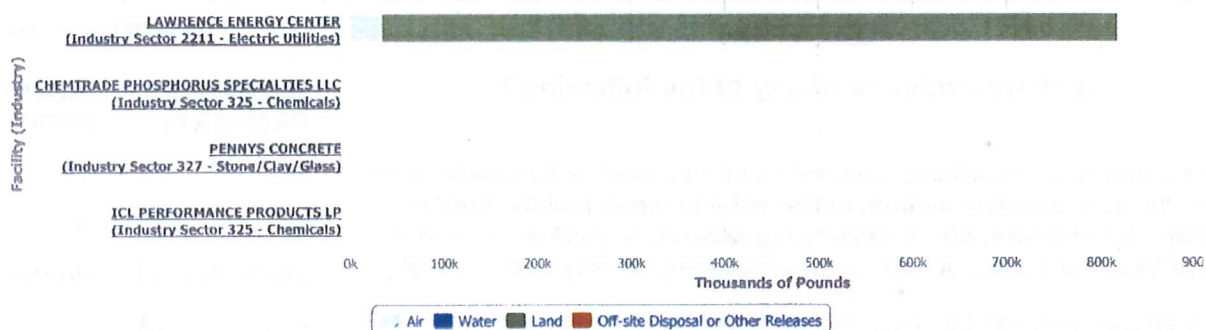 LAWRENCE ENERGY CENTER
(Industry Sector 2211 - Electric Utilities)
CHEMTRADE PHOSPHORUS SPECIALTIES LLC
(Industry Sector 325 - Chemicals)
PENNYS CONCRETE
(Industry Sector 327 - Stone/Clay/Glass)
ICL PERFORMANCE PRODUCTS LP
(Industry Sector 325 - Chemicals)
Facility (Industry)
0k 100k 200k 300k 400k 500k 600k 700k 800k 900
Thousands of Pounds
Air Water Land Off-site Disposal or Other Releases